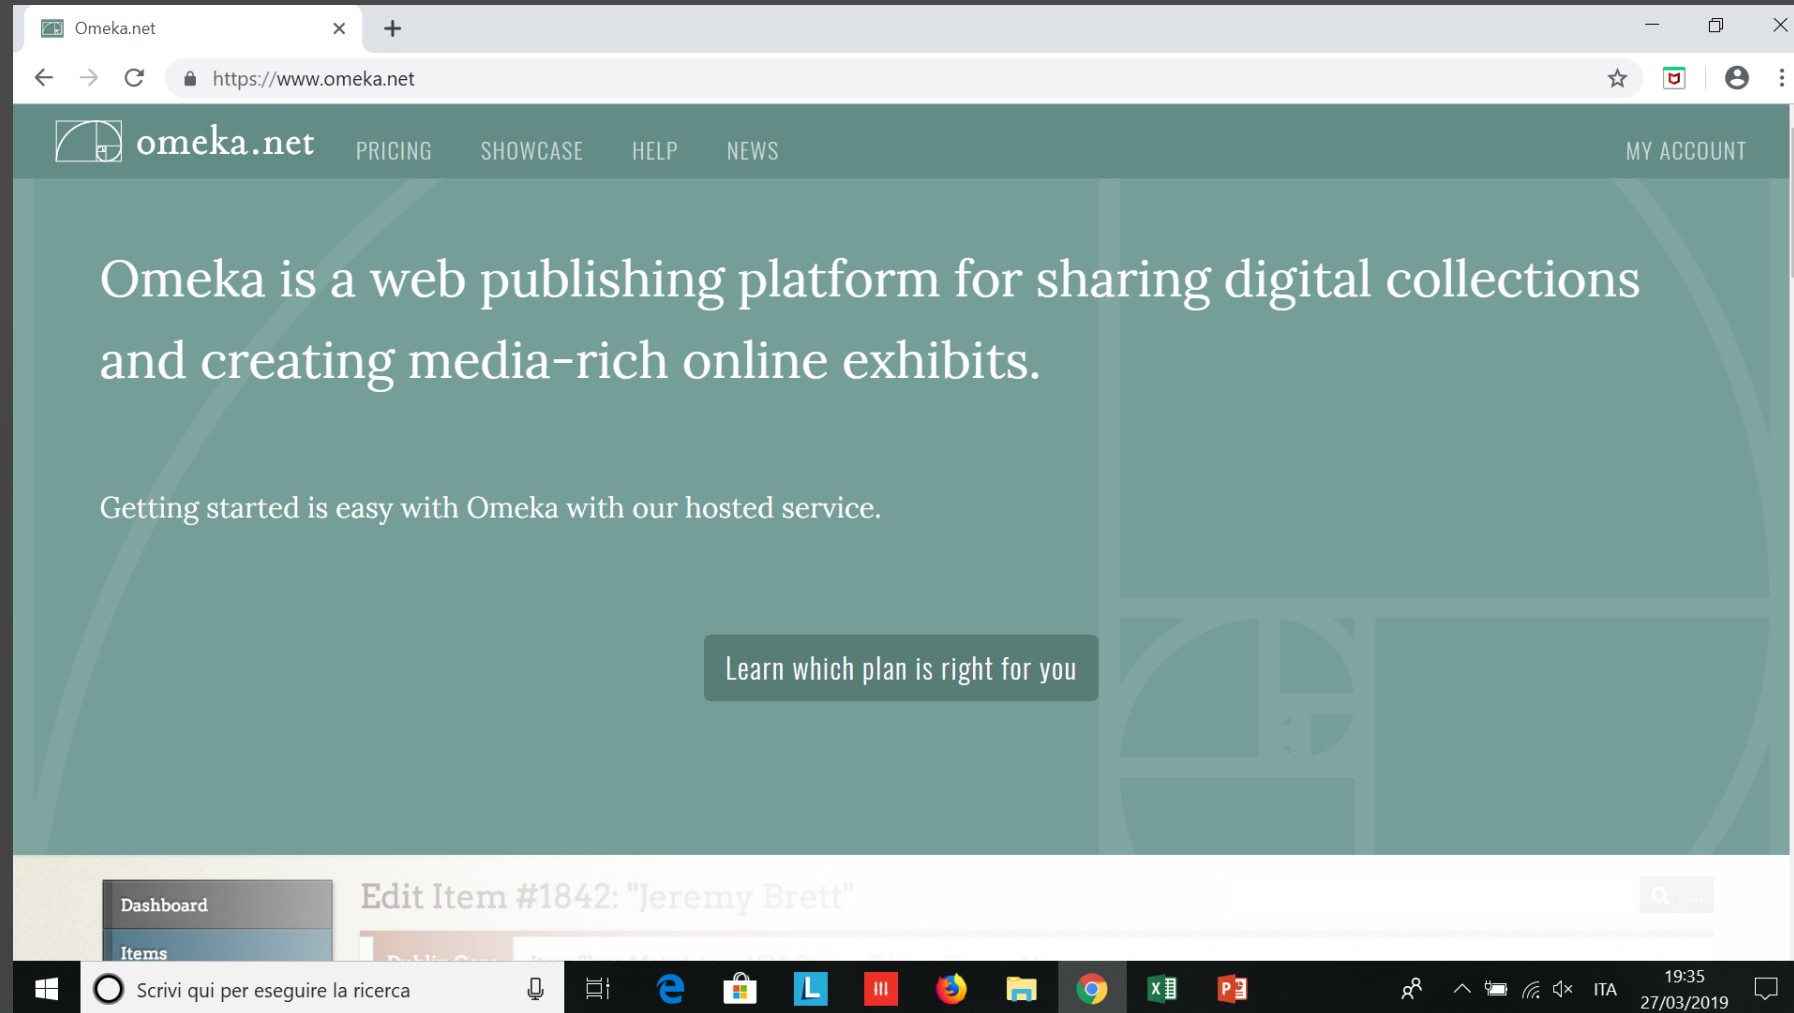 Omeka.net
https://www.omeka.net
omeka.net PRICING SHOWCASE HELP NEWS MY ACCOUNT
Omeka is a web publishing platform for sharing digital collections
and creating media-rich online exhibits.
Getting started is easy with Omeka with our hosted service.
Learn which plan is right for you
Dashboard
Edit Item #1842: "Jeremy Brett"
Items
Scrivi qui per eseguire la ricerca
ITA
19:35
27/03/2019